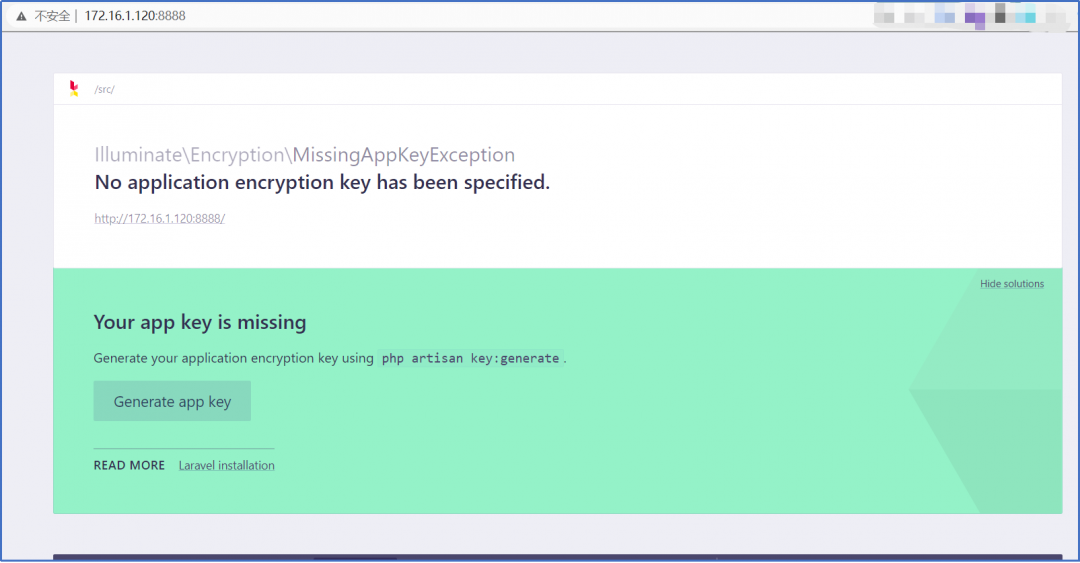 不安全 | 172.16.1.120:8888
/src/
Illuminate\Encryption\MissingAppKeyException
No application encryption key has been specified.
http://172.16.1.120:8888/
Hide solutions
Your app key is missing
Generate your application encryption key using php artisan key:generate.
Generate app key
READ MORE Laravel installation